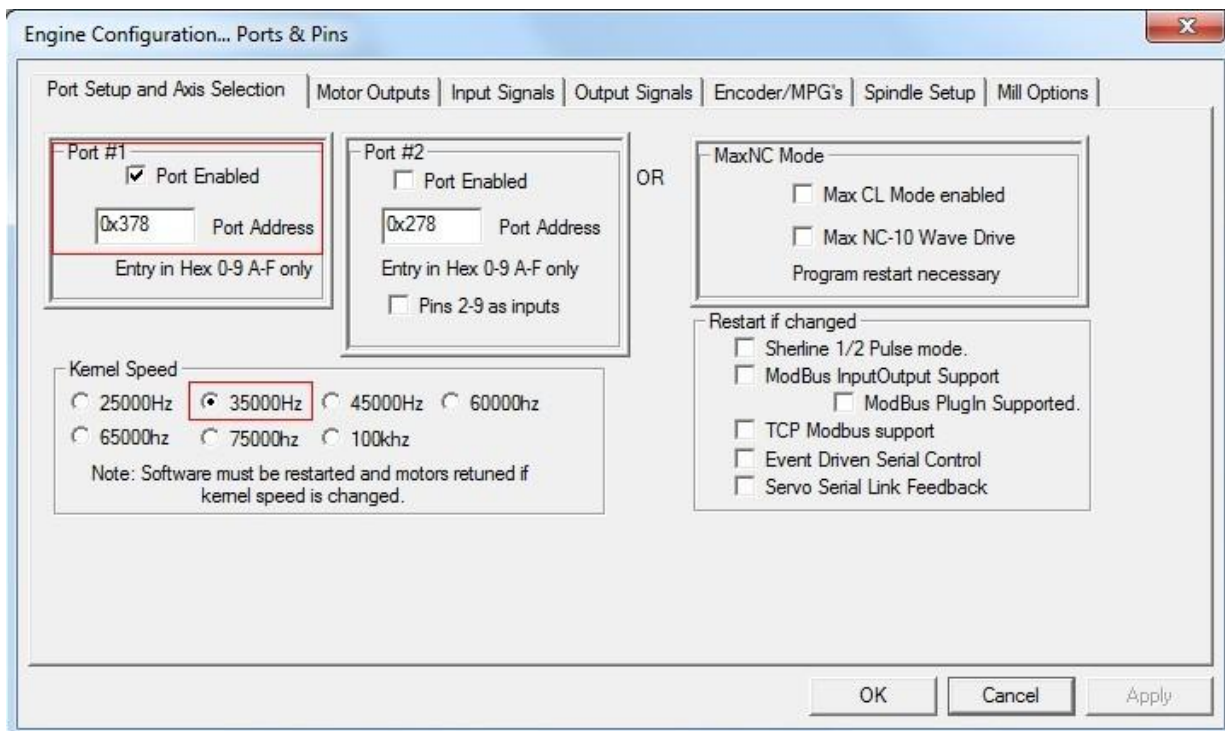 Engine Configuration... Ports & Pins
Port Setup and Axis Selection Motor Outputs Input Signals Output Signals Encoder/MPG's Spindle Setup Mill Options
Port #1
Port Enabled
0x378 Port Address
Entry in Hex 0-9 A-F only
Port #2
Port Enabled
0x278 Port Address
Entry in Hex 0-9 A-F only
Pins 2-9 as inputs
OR
MaxNC Mode
Max CL Mode enabled
Max NC-10 Wave Drive
Program restart necessary
Kernel Speed
25000Hz 35000Hz 45000Hz 60000hz
65000hz 75000hz 100khz
Note: Software must be restarted and motors retuned if
kernel speed is changed.
Restart if changed
Sherline 1/2 Pulse mode.
ModBus InputOutput Support
ModBus PlugIn Supported.
TCP Modbus support
Event Driven Serial Control
Servo Serial Link Feedback
OK Cancel Apply